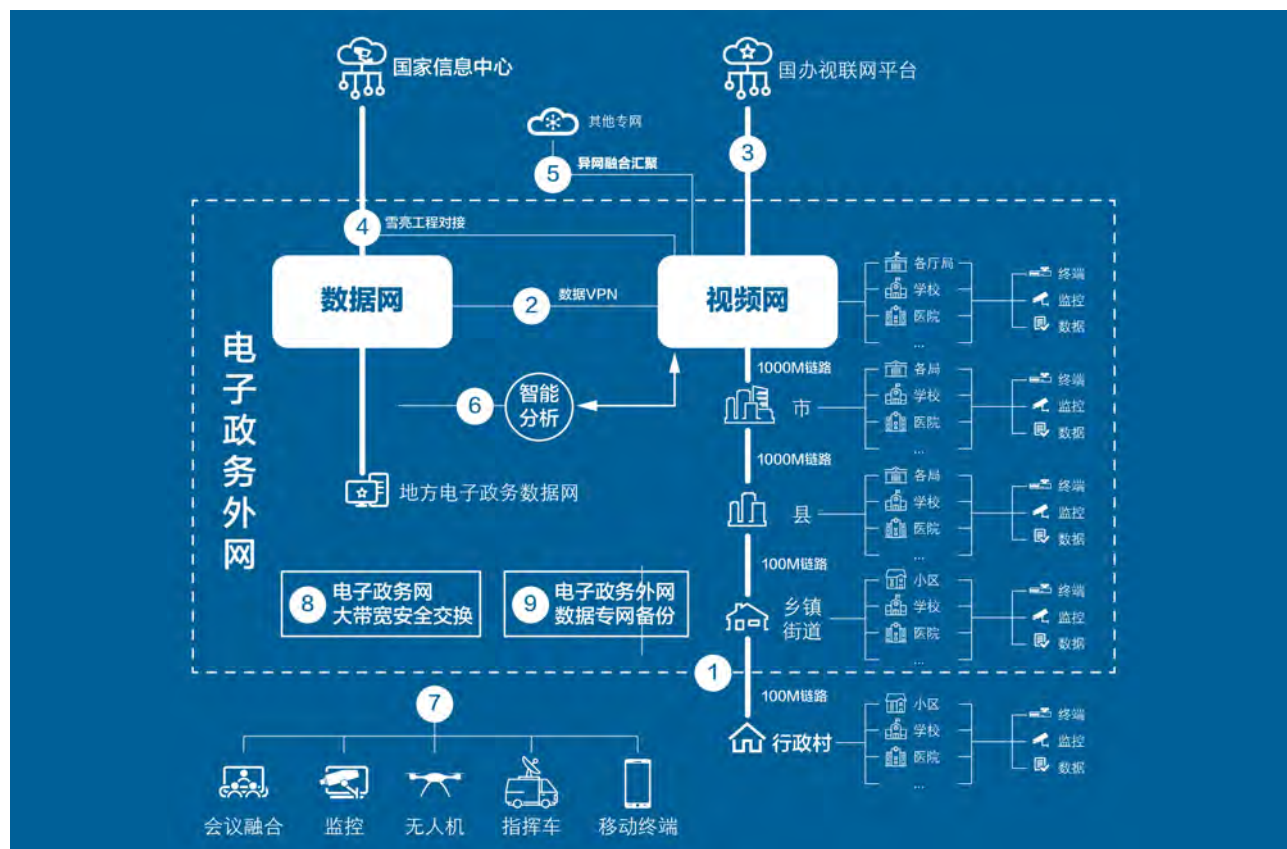 国家信息中心
国办视联网平台
其他专网
3
5
异网融合汇聚
4
雪亮工程对接
数据网
2
数据VPN
视频网
各厅局
学校
医院
...
终端
监控
数据
电子政务外网
1000M链路
6
智能
分析
市
各局
学校
医院
...
终端
监控
数据
1000M链路
地方电子政务数据网
县
各局
学校
医院
...
终端
监控
数据
100M链路
8
电子政务网
大带宽安全交换
9
电子政务外网
数据专网备份
乡镇
街道
小区
学校
医院
...
终端
监控
数据
1
100M链路
7
行政村
小区
学校
医院
...
终端
监控
数据
会议融合
监控
无人机
指挥车
移动终端